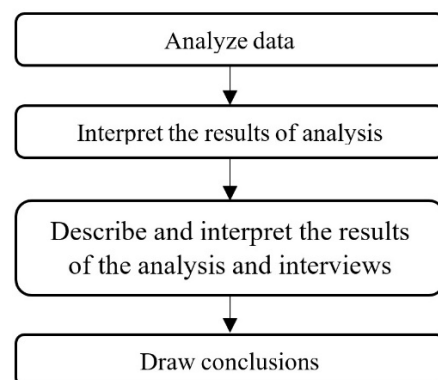 Analyze data
Interpret the results of analysis
Describe and interpret the results
of the analysis and interviews
Draw conclusions